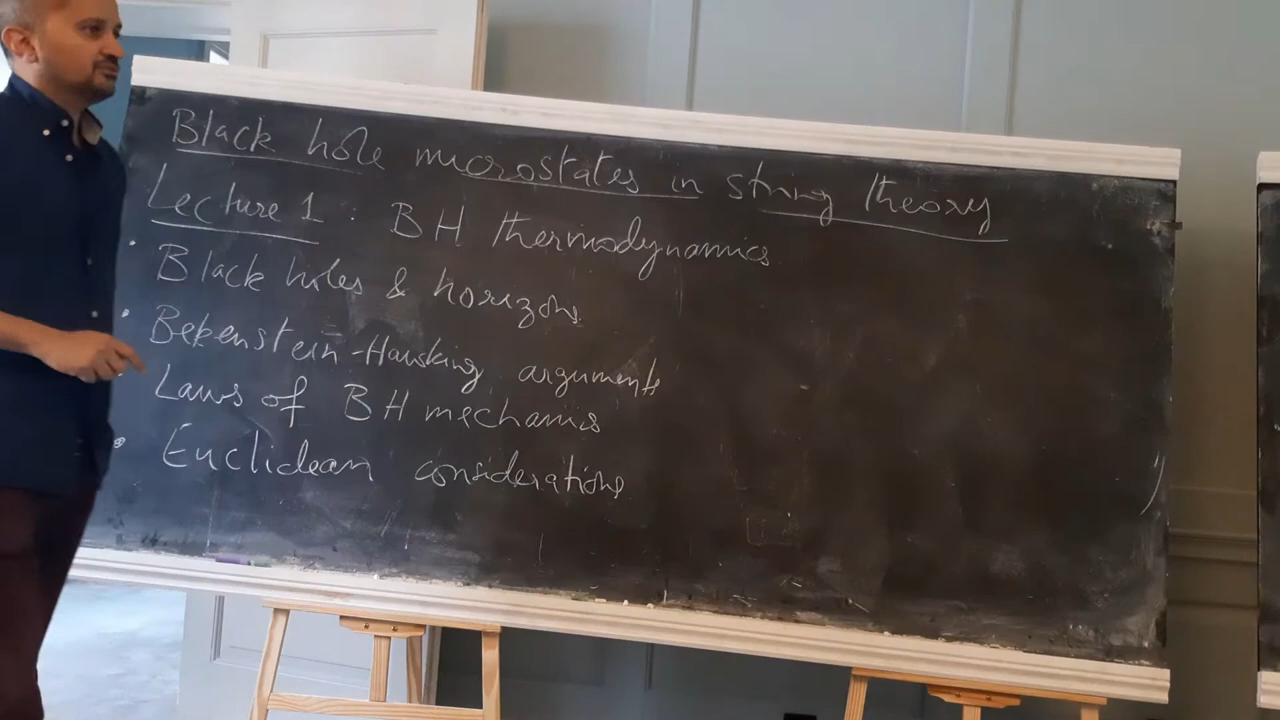 Black hole microstates in string theory
Lecture 1 : BH thermodynamics
• Black holes & horizons
• Bekenstein-Hawking arguments
• Laws of BH mechanics
• Euclidean considerations